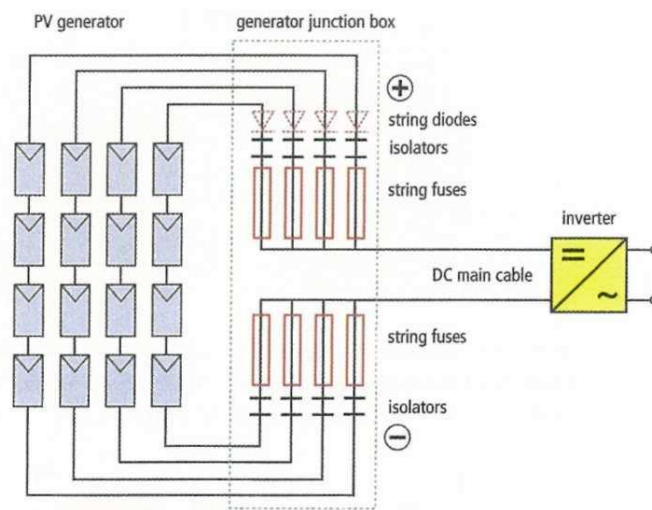 PV generator
generator junction box
+
string diodes
isolators
string fuses
inverter
=
DC main cable
~
string fuses
isolators
−